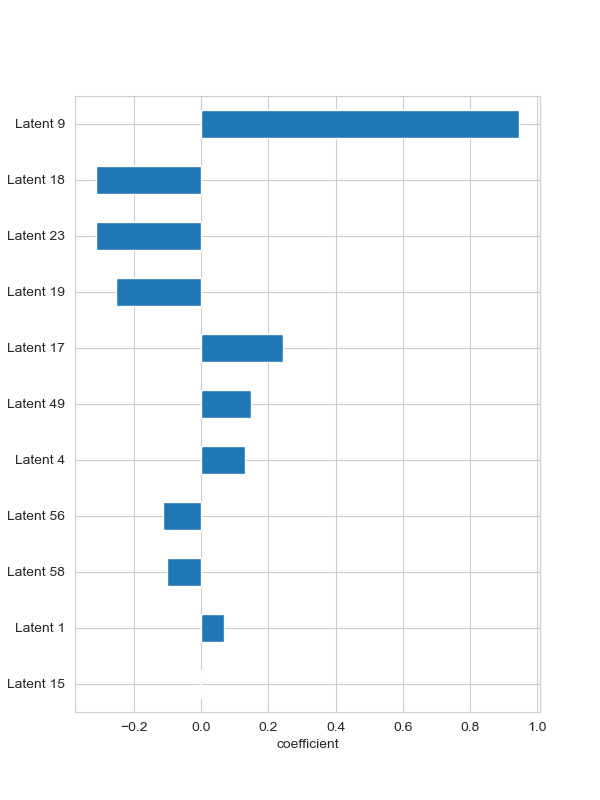 Latent 9
Latent 18
Latent 23
Latent 19
Latent 17
Latent 49
Latent 4
Latent 56
Latent 58
Latent 1
Latent 15
−0.2 0.0 0.2 0.4 0.6 0.8 1.0
coefficient